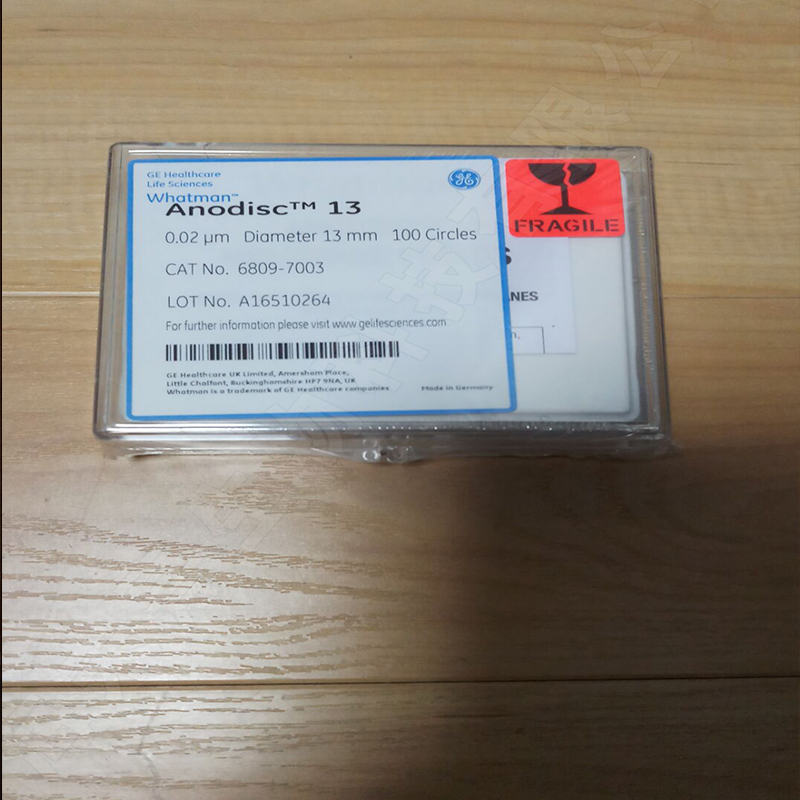 GE Healthcare
Life Sciences
Whatman™
Anodisc™ 13
0.02 µm Diameter 13 mm 100 Circles
CAT No. 6809-7003
LOT No. A16510264
For further information please visit www.gelifesciences.com
GE Healthcare UK Limited, Amersham Place,
Little Chalfont, Buckinghamshire HP7 9NA, UK
Whatman is a trademark of GE Healthcare companies
Made in Germany
GE
FRAGILE
S
ANES